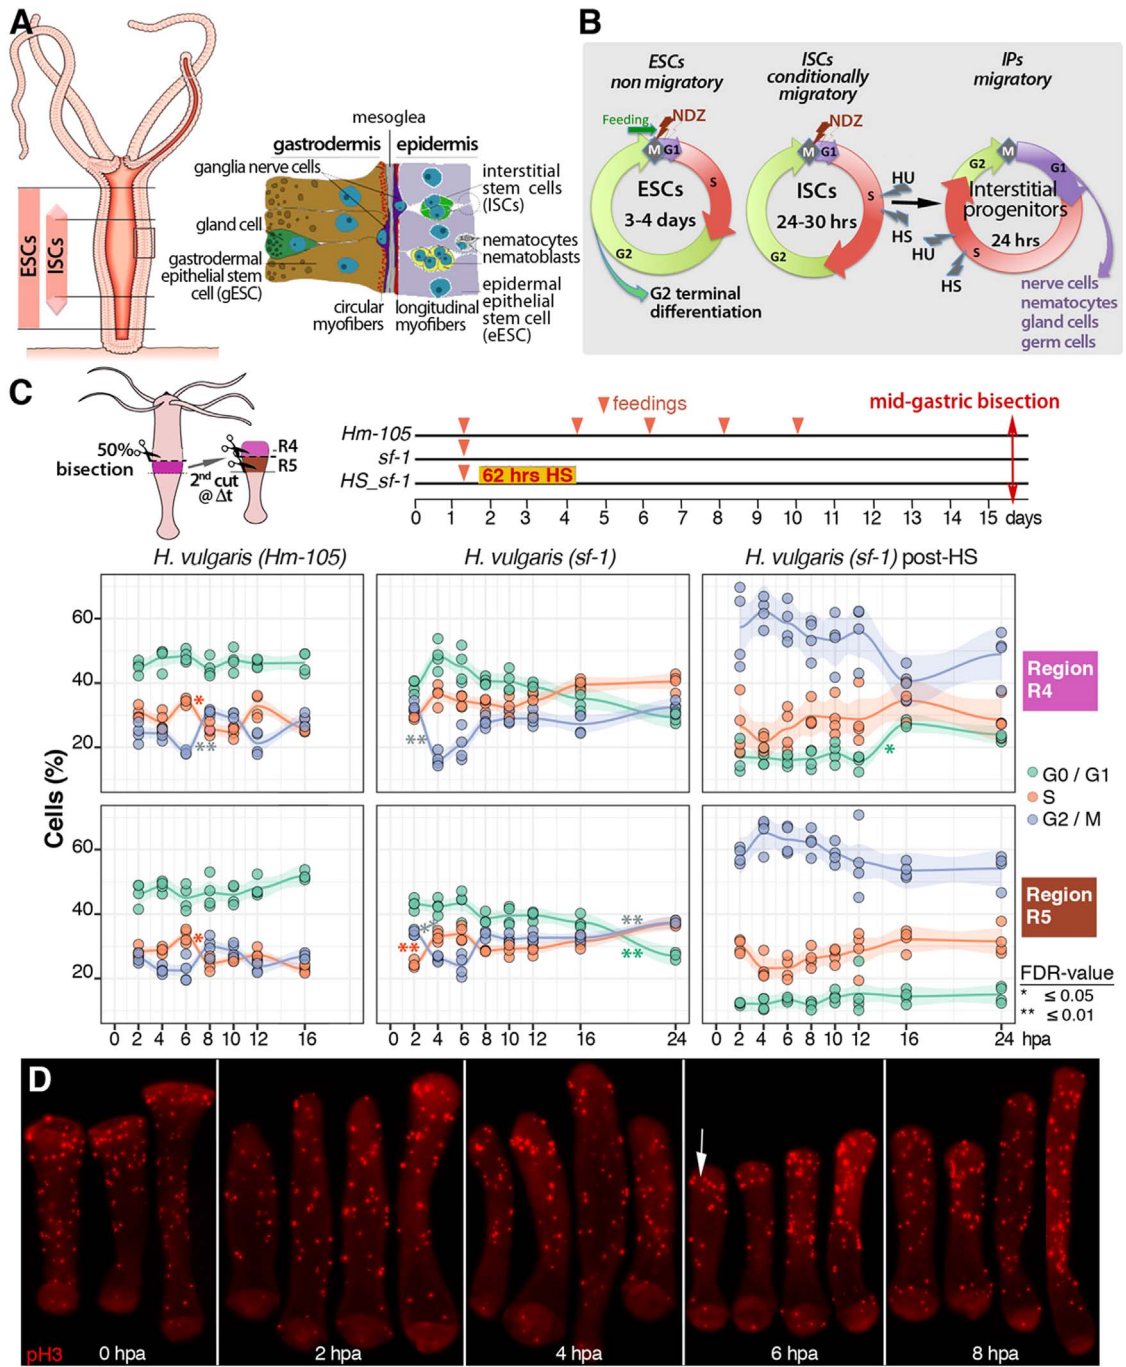 A
ESCs
ISCs
mesoglea
gastrodermis
epidermis
ganglia nerve cells
gland cell
gastrodermal
epithelial stem
cell (gESC)
circular
myofibers
longitudinal
myofibers
interstitial
stem cells
(ISCs)
nematocytes
nematoblasts
epidermal
epithelial
stem cell
(eESC)
B
ESCs
non migratory
ISCs
conditionally
migratory
IPs
migratory
Feeding
NDZ
M
G1
S
G2
ESCs
3-4 days
G2 terminal
differentiation
NDZ
M
G1
S
G2
ISCs
24-30 hrs
HU
HS
HU
HS
M
G2
G1
S
Interstitial
progenitors
24 hrs
nerve cells
nematocytes
gland cells
germ cells
C
50%
bisection
2nd cut
@ Δt
R4
R5
feedings
mid-gastric bisection
Hm-105
sf-1
HS_sf-1
62 hrs HS
0 1 2 3 4 5 6 7 8 9 10 11 12 13 14 15 days
H. vulgaris (Hm-105)
H. vulgaris (sf-1)
H. vulgaris (sf-1) post-HS
Cells (%)
60
40
20
*
**
**
*
Region
R4
G0 / G1
S
G2 / M
60
40
20
*
**
**
**
**
Region
R5
FDR-value
* ≤ 0.05
** ≤ 0.01
0 2 4 6 8 10 12 16
0 2 4 6 8 10 12 16 24
0 2 4 6 8 10 12 16 24 hpa
D
pH3
0 hpa
2 hpa
4 hpa
6 hpa
8 hpa